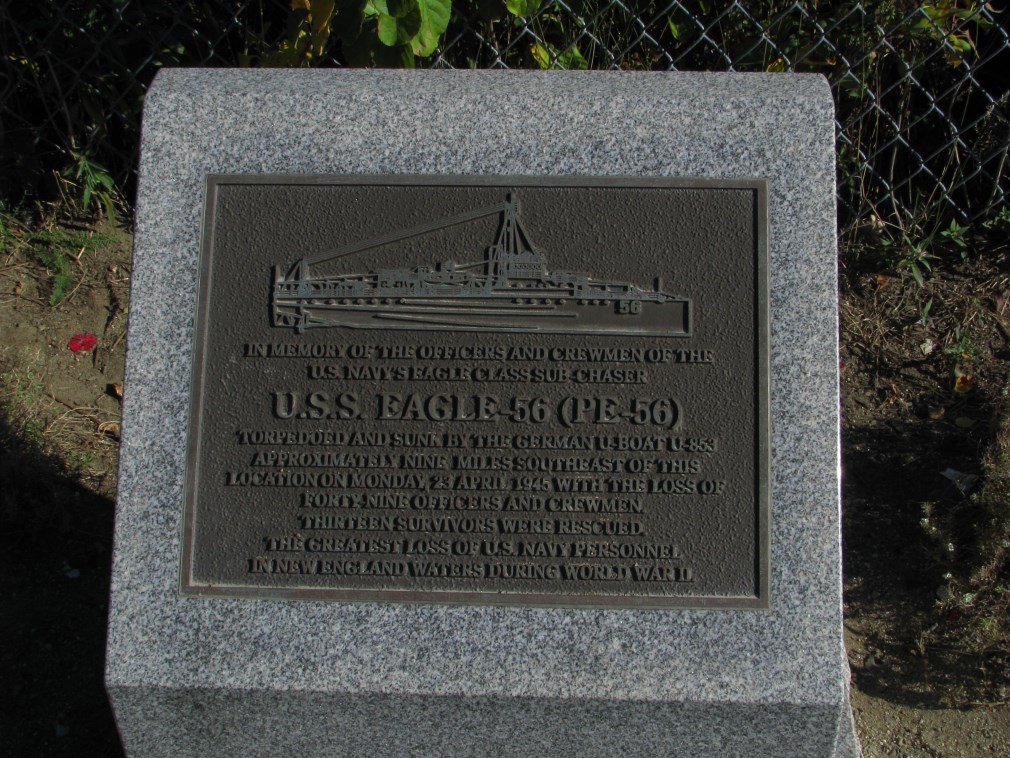 56
IN MEMORY OF THE OFFICERS AND CREWMEN OF THE
U.S. NAVY'S EAGLE CLASS SUB-CHASER
U.S.S. EAGLE-56 (PE-56)
TORPEDOED AND SUNK BY THE GERMAN U-BOAT U-853
APPROXIMATELY NINE MILES SOUTHEAST OF THIS
LOCATION ON MONDAY, 23 APRIL 1945 WITH THE LOSS OF
FORTY-NINE OFFICERS AND CREWMEN.
THIRTEEN SURVIVORS WERE RESCUED.
THE GREATEST LOSS OF U.S. NAVY PERSONNEL
IN NEW ENGLAND WATERS DURING WORLD WAR II.